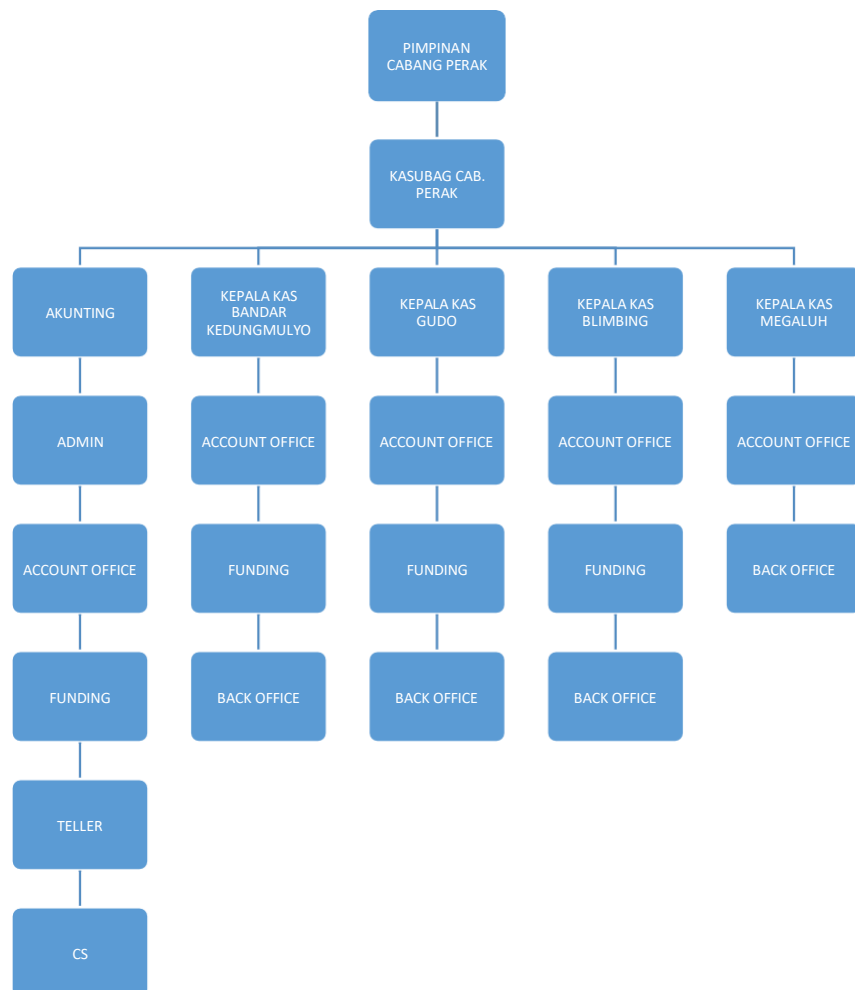 PIMPINAN
CABANG PERAK
KASUBAG CAB.
PERAK
AKUNTING
KEPALA KAS
BANDAR
KEDUNGMULYO
KEPALA KAS
GUDO
KEPALA KAS
BLIMBING
KEPALA KAS
MEGALUH
ADMIN
ACCOUNT OFFICE
ACCOUNT OFFICE
ACCOUNT OFFICE
ACCOUNT OFFICE
ACCOUNT OFFICE
FUNDING
FUNDING
FUNDING
BACK OFFICE
FUNDING
BACK OFFICE
BACK OFFICE
BACK OFFICE
TELLER
CS